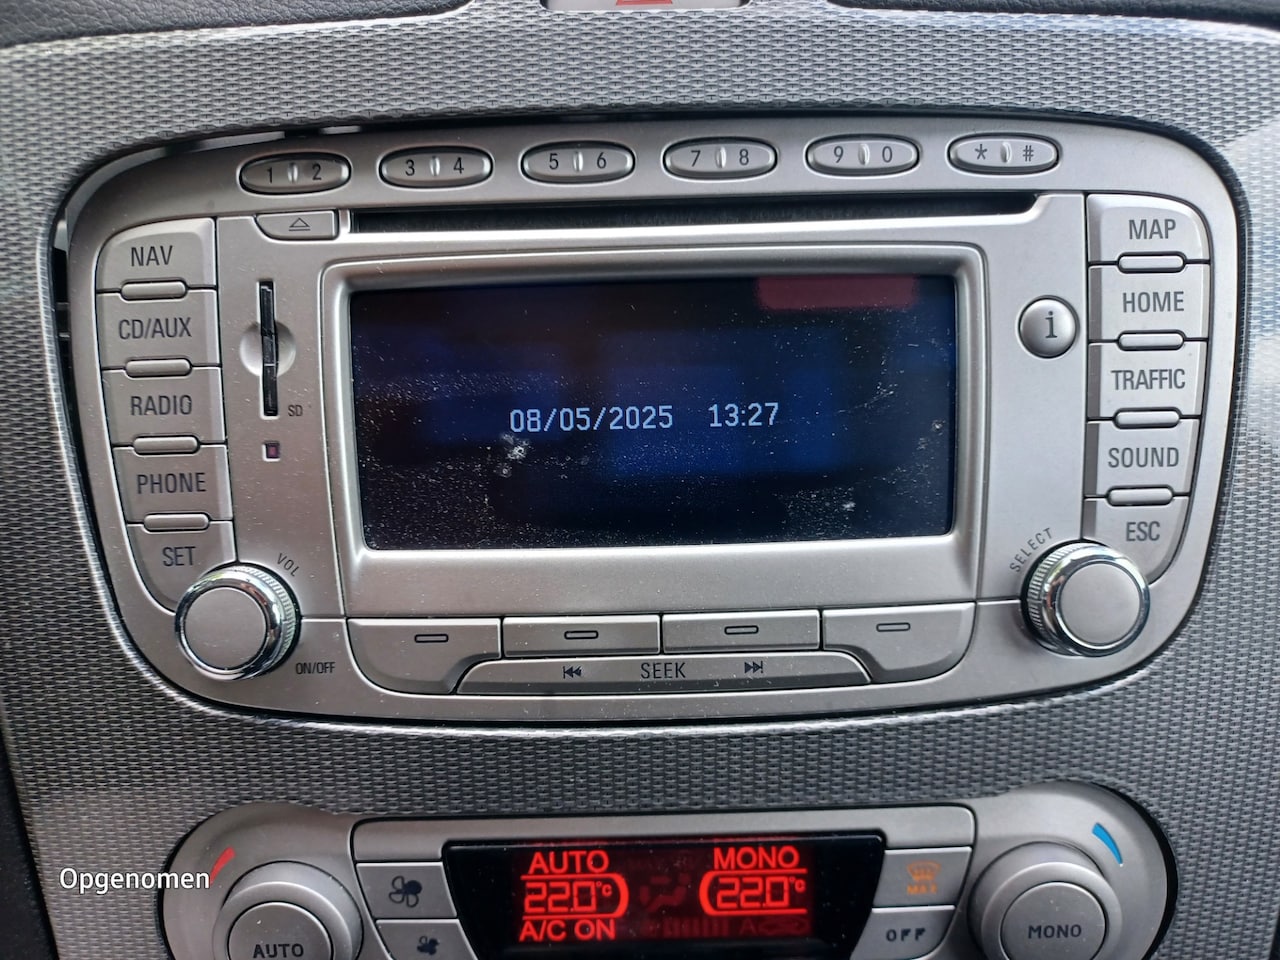 1 2
3 4
5 6
7 8
9 0
* #
NAV
CD/AUX
RADIO
PHONE
SET
SD
MAP
i
HOME
TRAFFIC
SOUND
ESC
08/05/2025 13:27
VOL
SELECT
ON/OFF
SEEK
Opgenomen
AUTO
22.0°C
A/C ON
MONO
22.0°C
MAX
OFF
AUTO
MONO